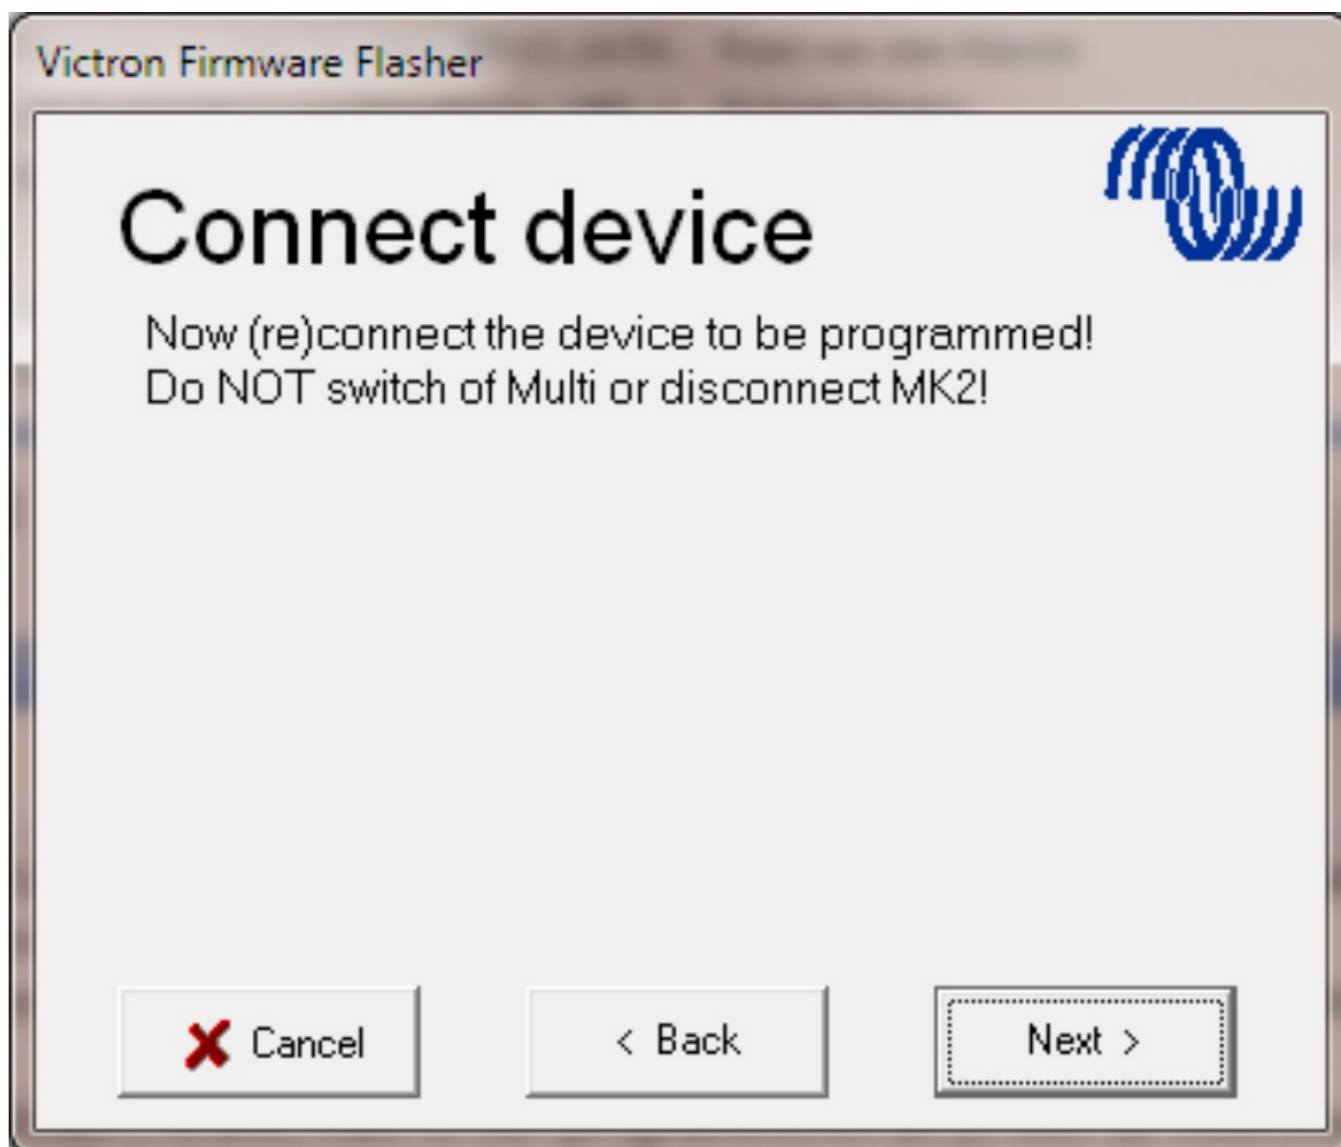 Victron Firmware Flasher
Connect device
Now (re)connect the device to be programmed!
Do NOT switch of Multi or disconnect MK2!
Cancel
< Back
Next >